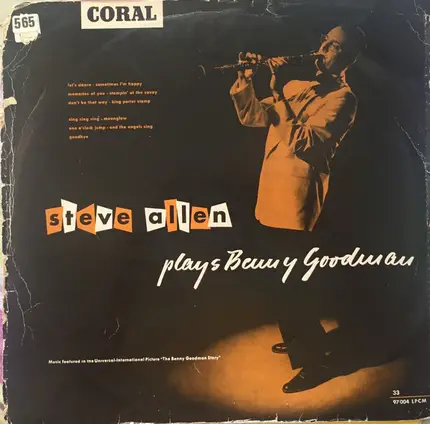 565
CORAL
let's dance - sometimes I'm happy
memories of you - stompin' at the savoy
don't be that way - king porter stomp
sing sing sing - moonglow
one o'clock jump - and the angels sing
goodbye
steve allen
plays Benny Goodman
Music featured in the Universal-International Picture "The Benny Goodman Story"
33
97004 LPCM